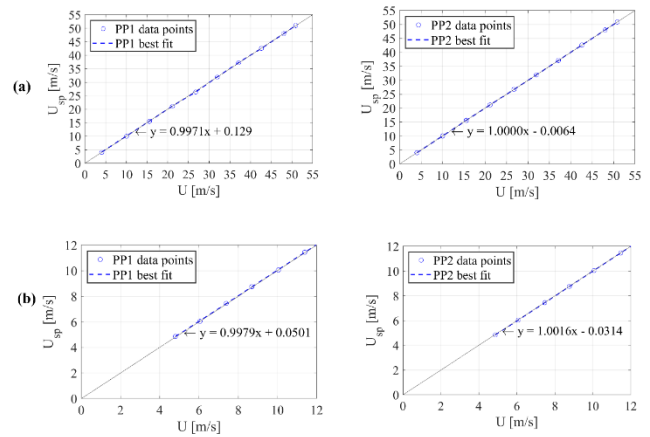 (a)
U_sp [m/s]
55
50
45
40
35
30
25
20
15
10
5
0
PP1 data points
PP1 best fit
y = 0.9971x + 0.129
0 5 10 15 20 25 30 35 40 45 50 55
U [m/s]
U_sp [m/s]
55
50
45
40
35
30
25
20
15
10
5
0
PP2 data points
PP2 best fit
y = 1.0000x - 0.0064
0 5 10 15 20 25 30 35 40 45 50 55
U [m/s]
(b)
U_sp [m/s]
12
10
8
6
4
2
0
PP1 data points
PP1 best fit
← y = 0.9979x + 0.0501
0 2 4 6 8 10 12
U [m/s]
U_sp [m/s]
12
10
8
6
4
2
0
PP2 data points
PP2 best fit
← y = 1.0016x - 0.0314
0 2 4 6 8 10 12
U [m/s]